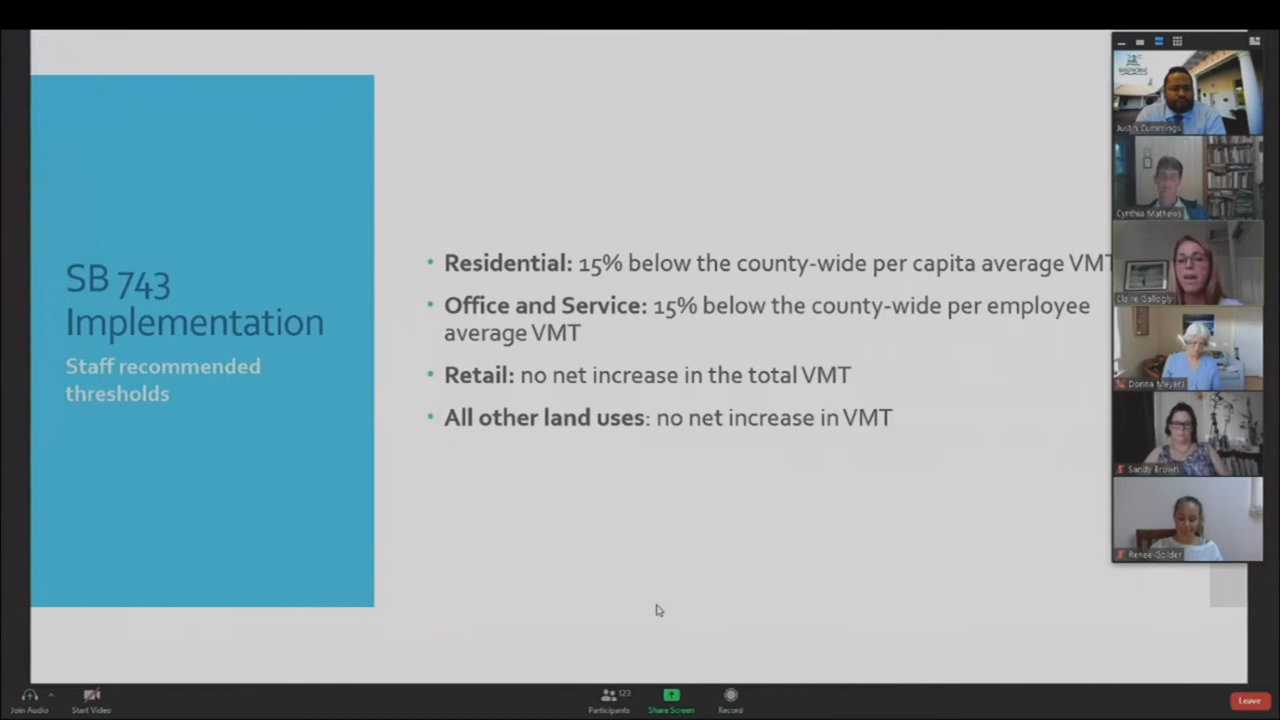 SB 743
Implementation
Staff recommended
thresholds
• Residential: 15% below the county-wide per capita average VMT
• Office and Service: 15% below the county-wide per employee
average VMT
• Retail: no net increase in the total VMT
• All other land uses: no net increase in VMT
Justin Cummings
Cynthia Mathews
Claire Gallogly
Donna Meyers
Sandy Brown
Renee Golder
Join Audio
Start Video
123
Participants
Share Screen
Record
Leave